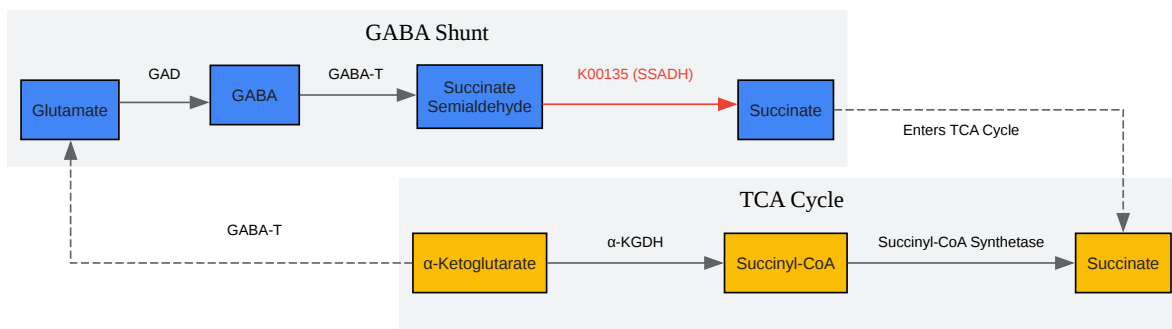 GABA Shunt
GAD
GABA-T
K00135 (SSADH)
Glutamate
GABA
Succinate
Semialdehyde
Succinate
Enters TCA Cycle
TCA Cycle
GABA-T
α-KGDH
Succinyl-CoA Synthetase
α-Ketoglutarate
Succinyl-CoA
Succinate